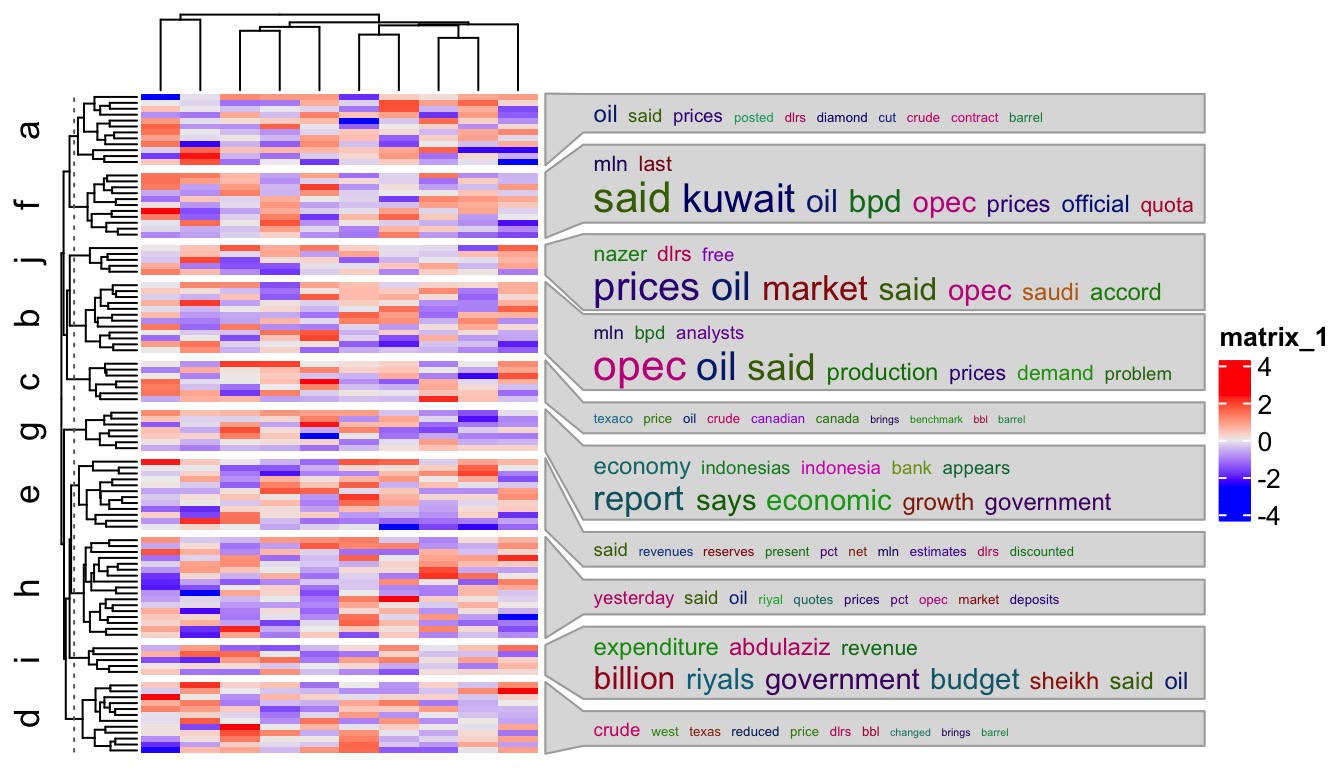 a
oil said prices posted dlrs diamond cut crude contract barrel
f
mln last
said kuwait oil bpd opec prices official quota
j
nazer dlrs free
prices oil market said opec saudi accord
b
mln bpd analysts
opec oil said production prices demand problem
c
texaco price oil crude canadian canada brings benchmark bbl barrel
g
economy indonesias indonesia bank appears
report says economic growth government
e
said revenues reserves present pct net mln estimates dlrs discounted
h
yesterday said oil riyal quotes prices pct opec market deposits
i
expenditure abdulaziz revenue
billion riyals government budget sheikh said oil
d
crude west texas reduced price dlrs bbl changed brings barrel
matrix_1
4
2
0
-2
-4